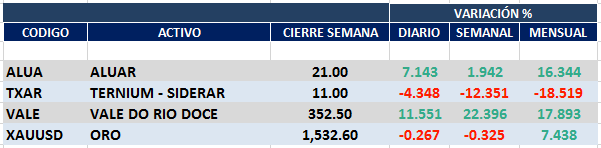 VARIACIÓN %
CODIGO ACTIVO CIERRE SEMANA DIARIO SEMANAL MENSUAL
ALUA ALUAR 21.00 7.143 1.942 16.344
TXAR TERNIUM - SIDERAR 11.00 -4.348 -12.351 -18.519
VALE VALE DO RIO DOCE 352.50 11.551 22.396 17.893
XAUUSD ORO 1,532.60 -0.267 -0.325 7.438